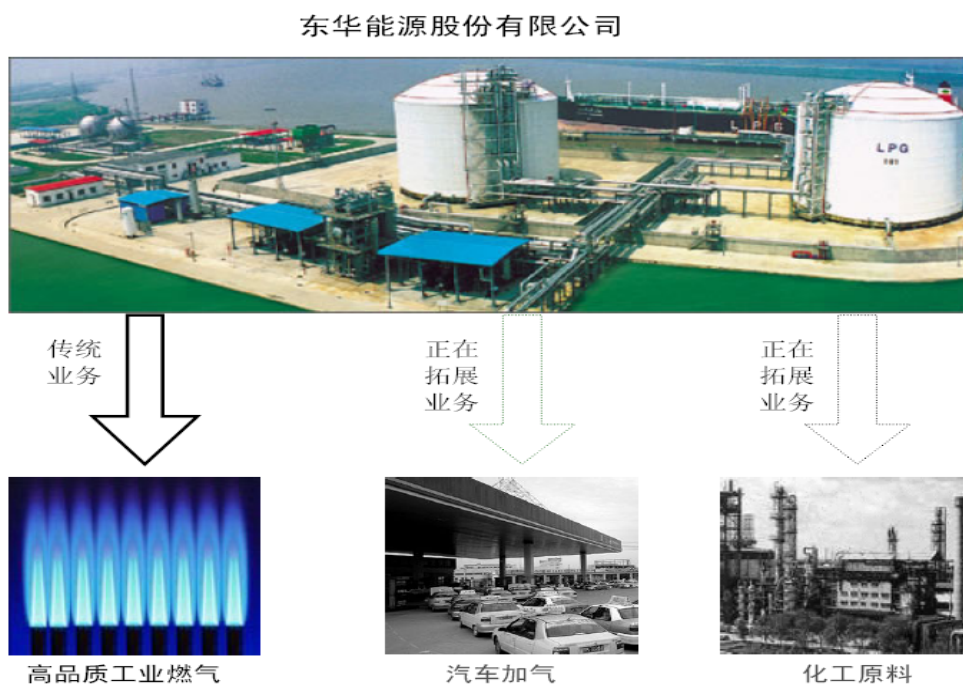 东华能源股份有限公司
LPG
LPG
传统
业务
正在
拓展
业务
正在
拓展
业务
高品质工业燃气
汽车加气
化工原料